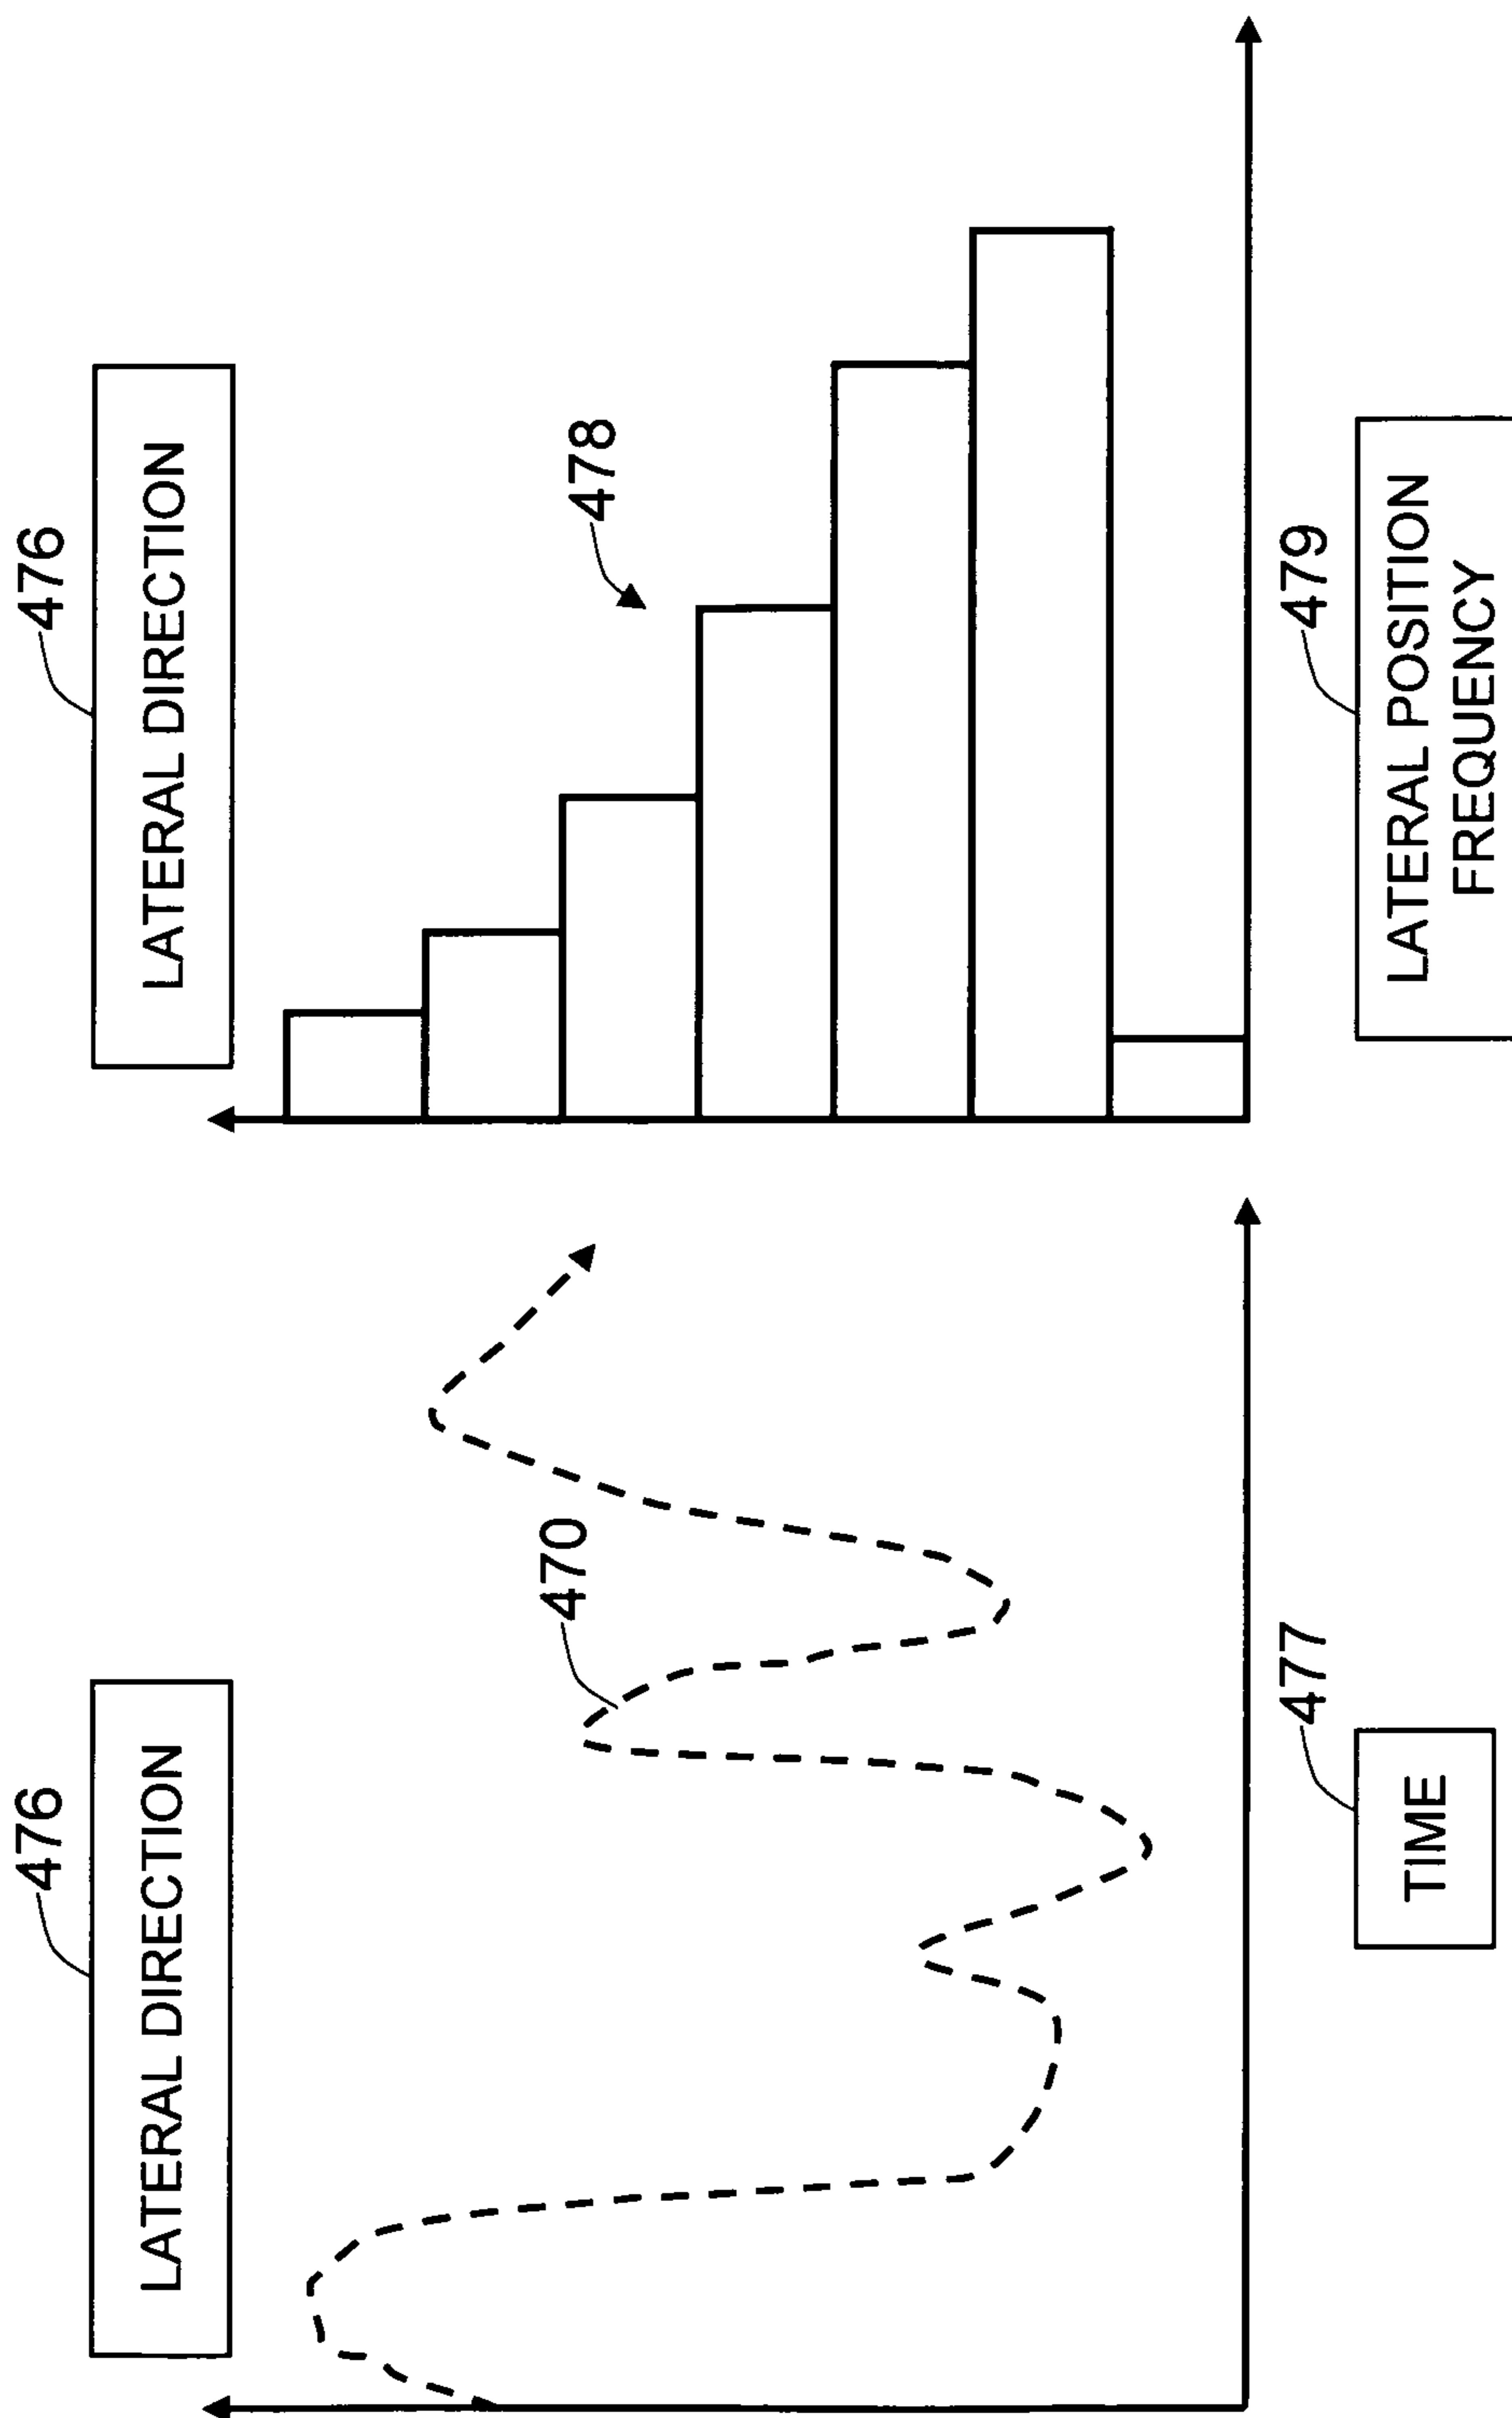 476
LATERAL DIRECTION
470
477
TIME
476
LATERAL DIRECTION
478
479
LATERAL POSITION
FREQUENCY